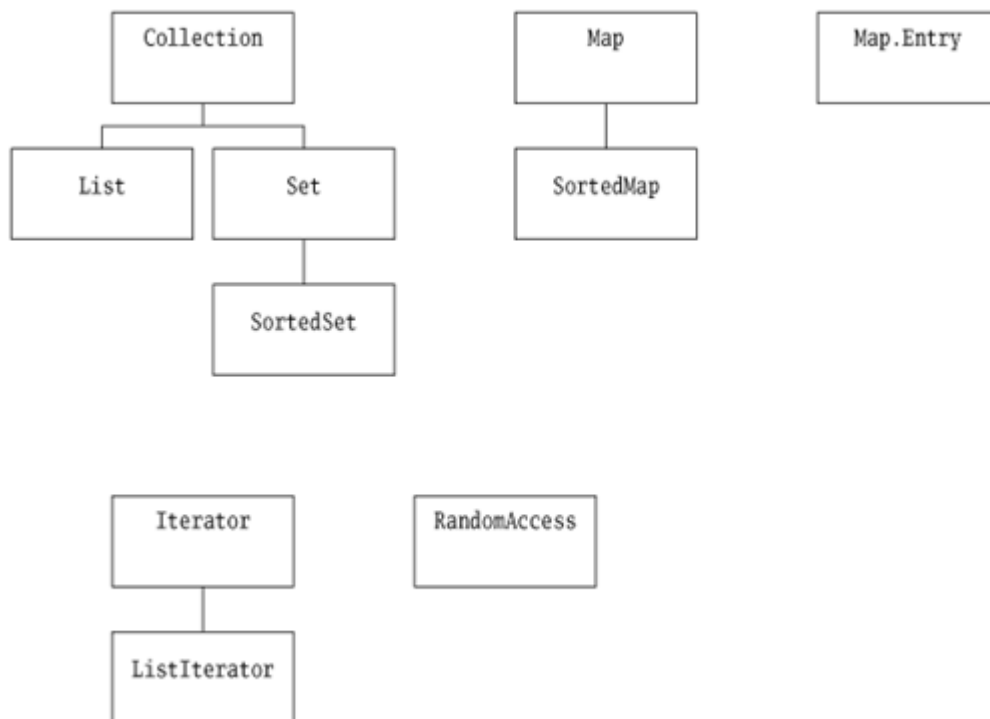 Collection
Map
Map.Entry
List
Set
SortedMap
SortedSet
Iterator
RandomAccess
ListIterator